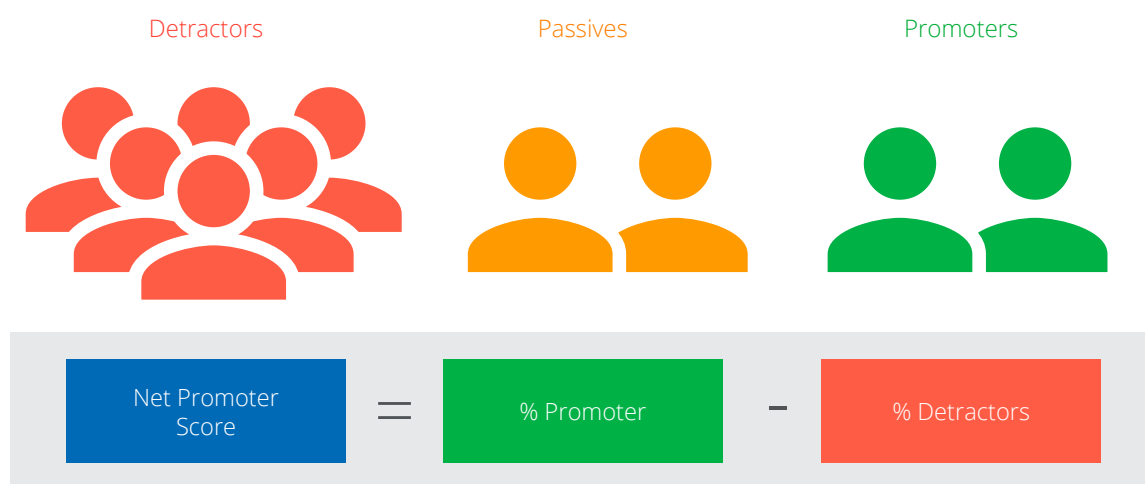 Detractors
Passives
Promoters
Net Promoter
Score
=
% Promoter
-
% Detractors